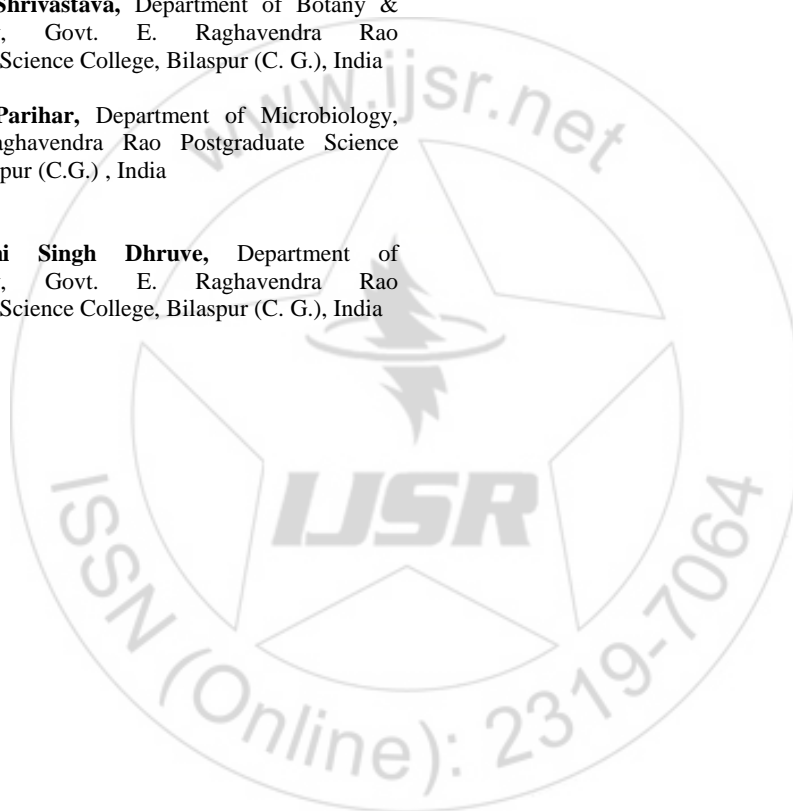 Shrivastava, Department of Botany &
Govt. E. Raghavendra Rao
Science College, Bilaspur (C. G.), India
Parihar, Department of Microbiology,
aghavendra Rao Postgraduate Science
pur (C.G.) , India
Singh Dhruve, Department of
Govt. E. Raghavendra Rao
Science College, Bilaspur (C. G.), India
www.ijsr.net
IJSR
ISSN (Online): 2319-7064